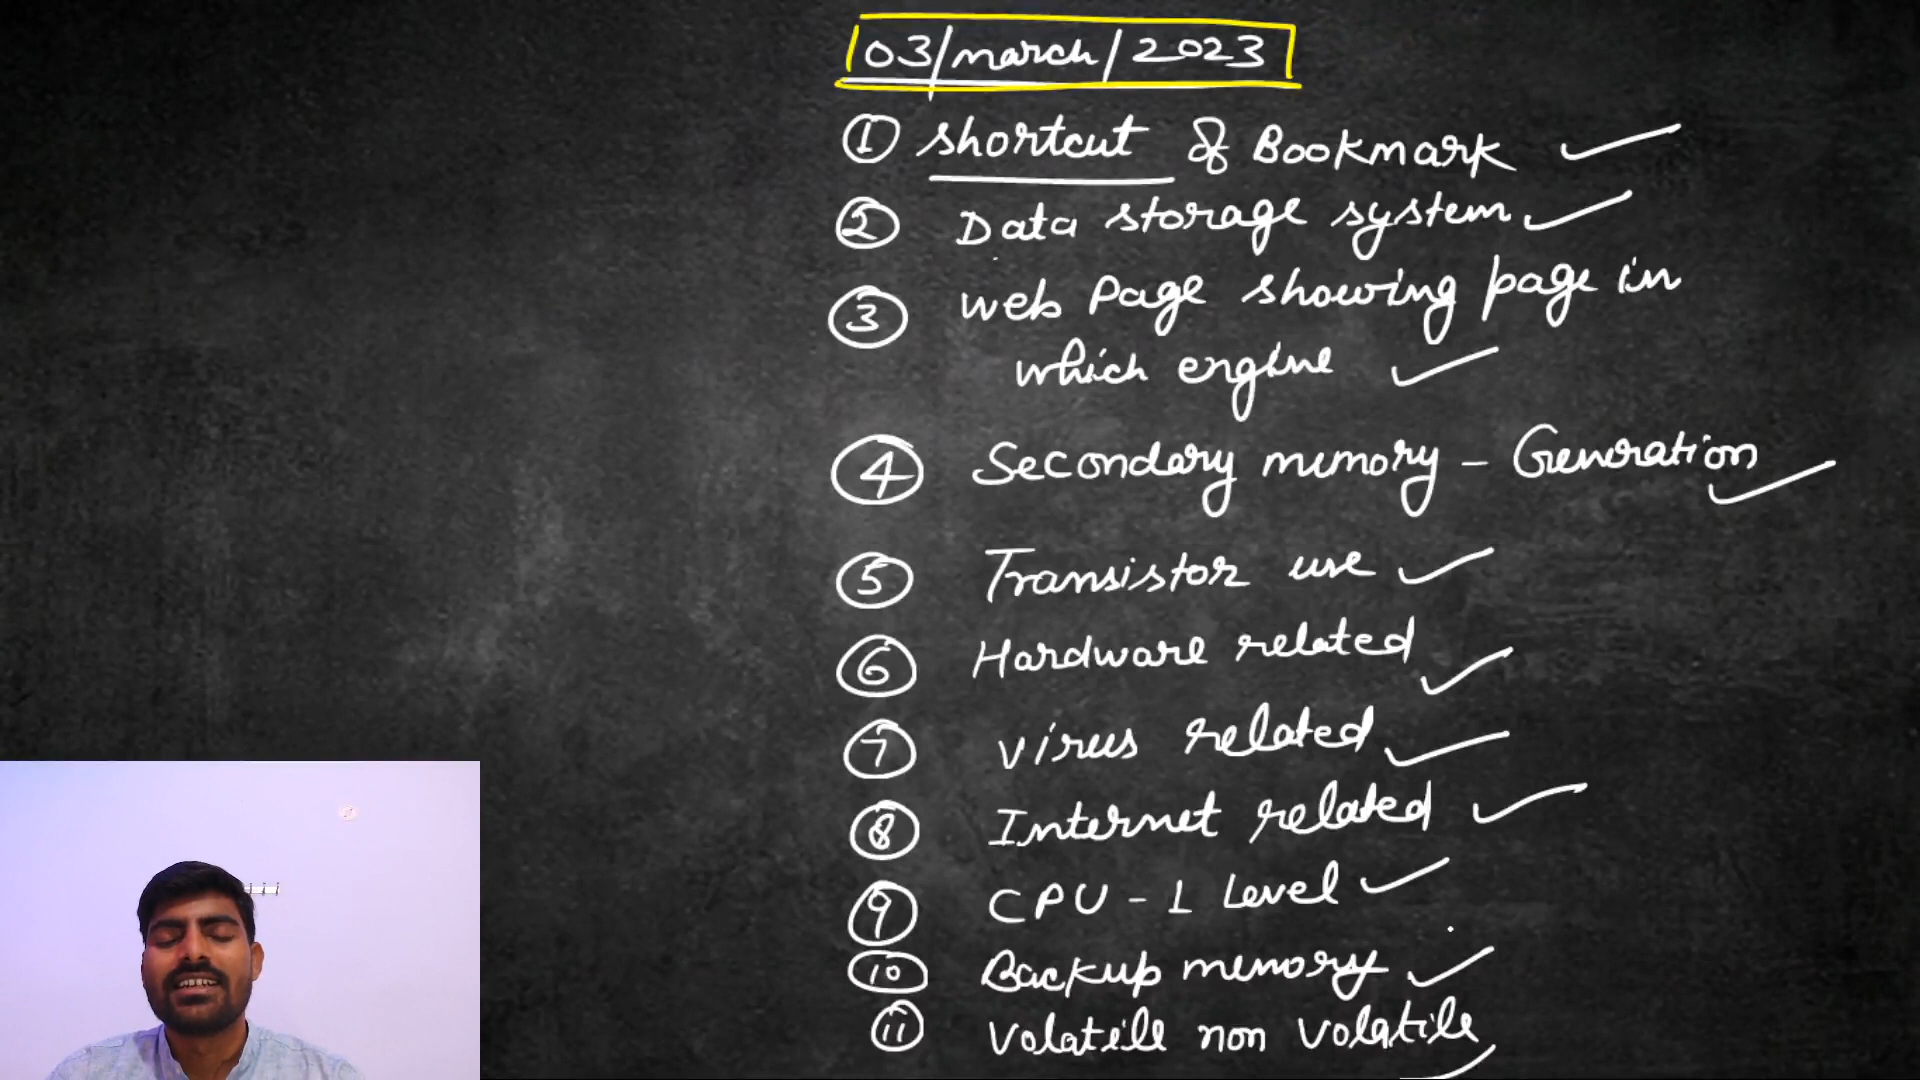 03/march/2023
① shortcut of Bookmark
② Data storage system
③ web Page showing page in
which engine
④ Secondary memory - Generation
⑤ Transistor use
⑥ Hardware related
⑦ virus related
⑧ Internet related
⑨ CPU - L Level
⑩ Backup memory
⑪ Volatile non volatile